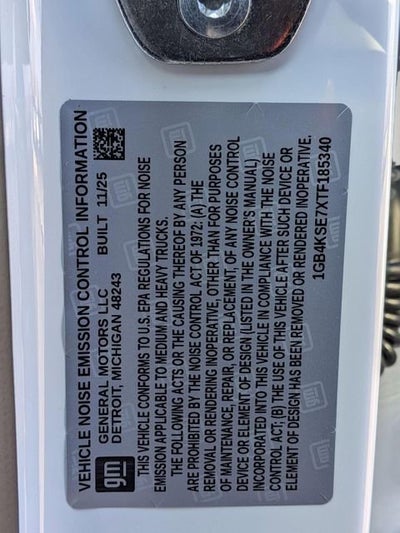 VEHICLE NOISE EMISSION CONTROL INFORMATION
gm
GENERAL MOTORS LLC
DETROIT, MICHIGAN 48243
BUILT 11/25
THIS VEHICLE CONFORMS TO U.S. EPA REGULATIONS FOR NOISE
EMISSION APPLICABLE TO MEDIUM AND HEAVY TRUCKS.
THE FOLLOWING ACTS OR THE CAUSING THEREOF BY ANY PERSON
ARE PROHIBITED BY THE NOISE CONTROL ACT OF 1972: (A) THE
REMOVAL OR RENDERING INOPERATIVE, OTHER THAN FOR PURPOSES
OF MAINTENANCE, REPAIR, OR REPLACEMENT, OF ANY NOISE CONTROL
DEVICE OR ELEMENT OF DESIGN (LISTED IN THE OWNER'S MANUAL)
INCORPORATED INTO THIS VEHICLE IN COMPLIANCE WITH THE NOISE
CONTROL ACT; (B) THE USE OF THIS VEHICLE AFTER SUCH DEVICE OR
ELEMENT OF DESIGN HAS BEEN REMOVED OR RENDERED INOPERATIVE.
1GB4KSE7XTF185340